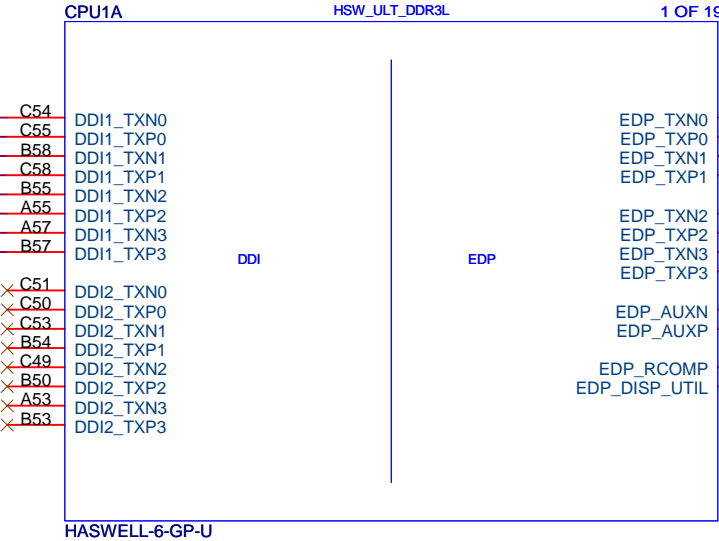 CPU1A HSW_ULT_DDR3L 1 OF 19
C54 DDI1_TXN0 EDP_TXN0
C55 DDI1_TXP0 EDP_TXP0
B58 DDI1_TXN1 EDP_TXN1
C58 DDI1_TXP1 EDP_TXP1
B55 DDI1_TXN2
A55 DDI1_TXP2 EDP_TXN2
A57 DDI1_TXN3 EDP_TXP2
B57 DDI1_TXP3 EDP_TXN3
DDI EDP
EDP_TXP3
C51 DDI2_TXN0
C50 DDI2_TXP0 EDP_AUXN
C53 DDI2_TXN1 EDP_AUXP
B54 DDI2_TXP1
C49 DDI2_TXN2 EDP_RCOMP
B50 DDI2_TXP2 EDP_DISP_UTIL
A53 DDI2_TXN3
B53 DDI2_TXP3
HASWELL-6-GP-U